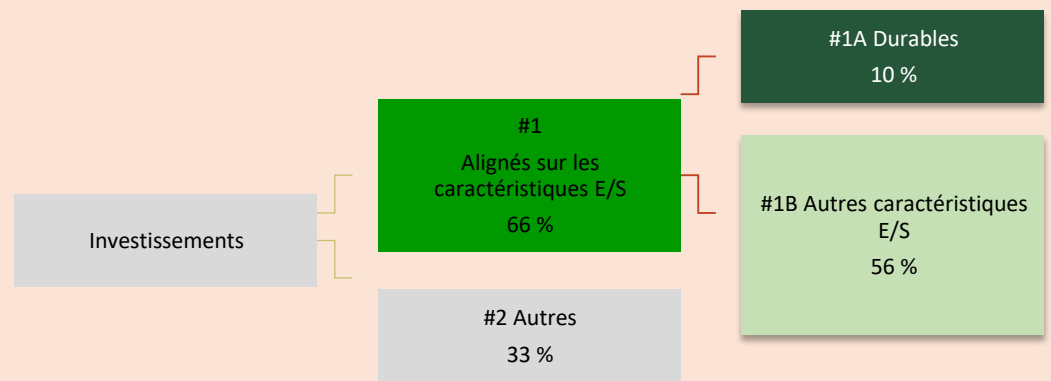 Investissements
#1
Alignés sur les
caractéristiques E/S
66 %
#2 Autres
33 %
#1A Durables
10 %
#1B Autres caractéristiques
E/S
56 %